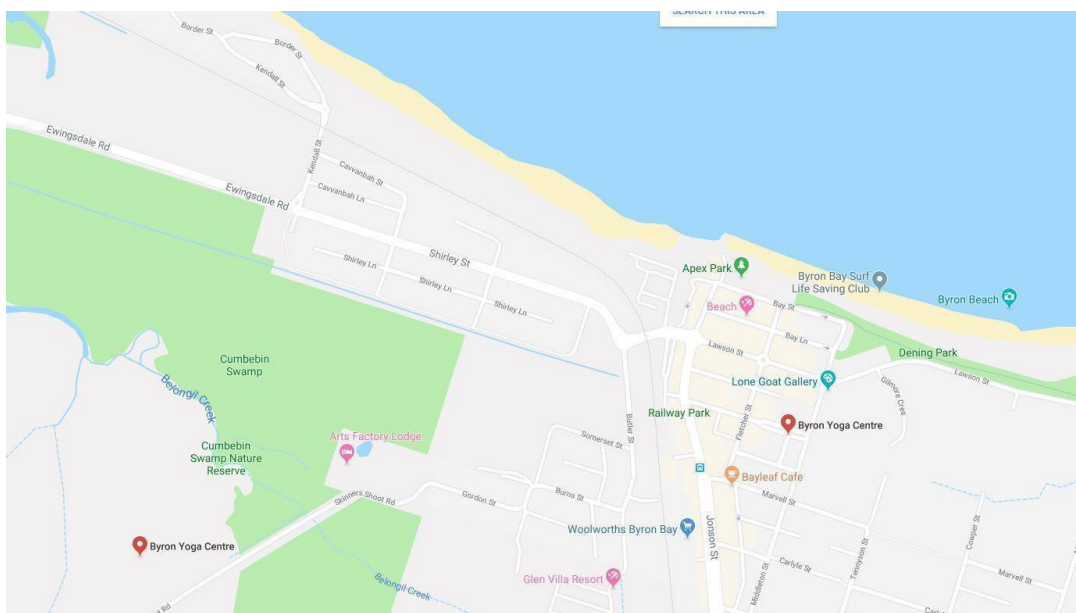 SEARCH THIS AREA
Border St
Border St
Kendall St
Ewingsdale Rd
Kendall St
Cavvanbah St
Cavvanbah Ln
Ewingsdale Rd
Shirley St
Shirley Ln
Shirley Ln
Shirley Ln
Apex Park
Byron Bay Surf
Life Saving Club
Byron Beach
Beach
Bay St
Bay Ln
Lawson St
Dening Park
Lawson St
Gilmore Cres
Lone Goat Gallery
Cumbebin
Swamp
Belongil Creek
Railway Park
Fletcher St
Byron Yoga Centre
Butler St
Somerset St
Arts Factory Lodge
Cumbebin
Swamp Nature
Reserve
Bayleaf Cafe
Skinners Shoot Rd
Gordon St
Burns St
Marvell St
Woolworths Byron Bay
Jonson St
Cowper St
Tennyson St
Byron Yoga Centre
Carlyle St
Middleton St
Marvell St
Glen Villa Resort
Belongil Creek
ot Rd
Carlyl